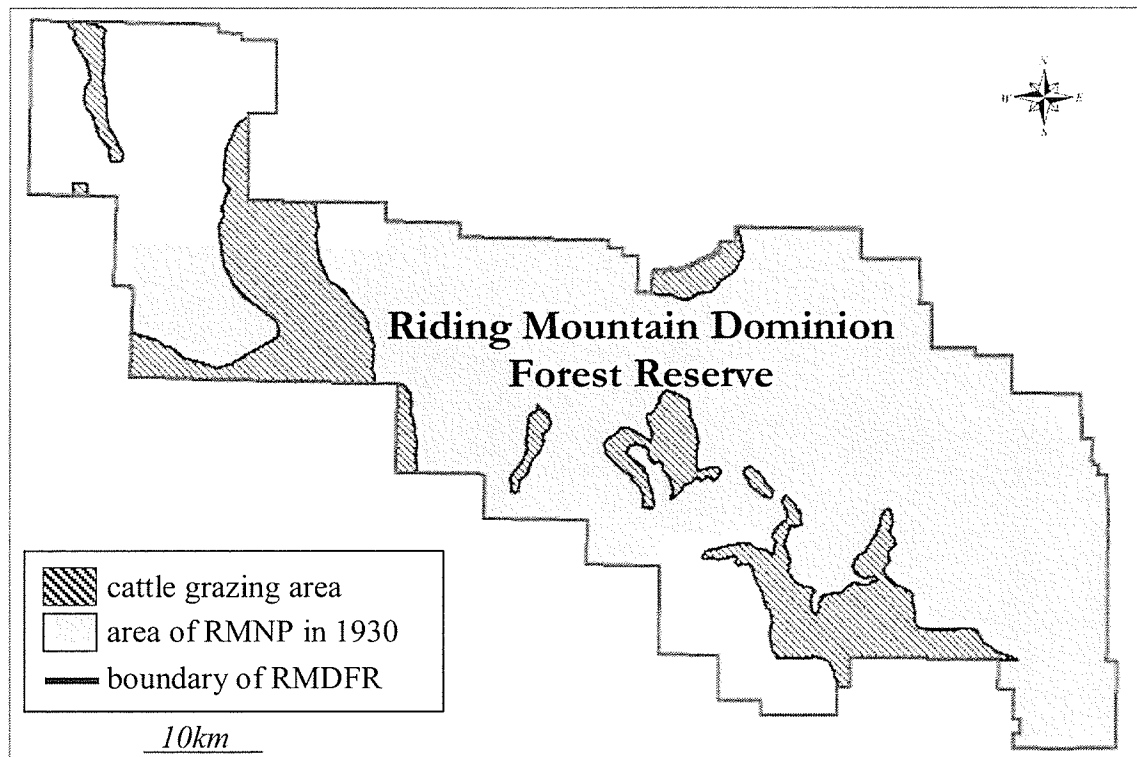 N
W E
S
Riding Mountain Dominion
Forest Reserve
cattle grazing area
area of RMNP in 1930
boundary of RMDFR
10km